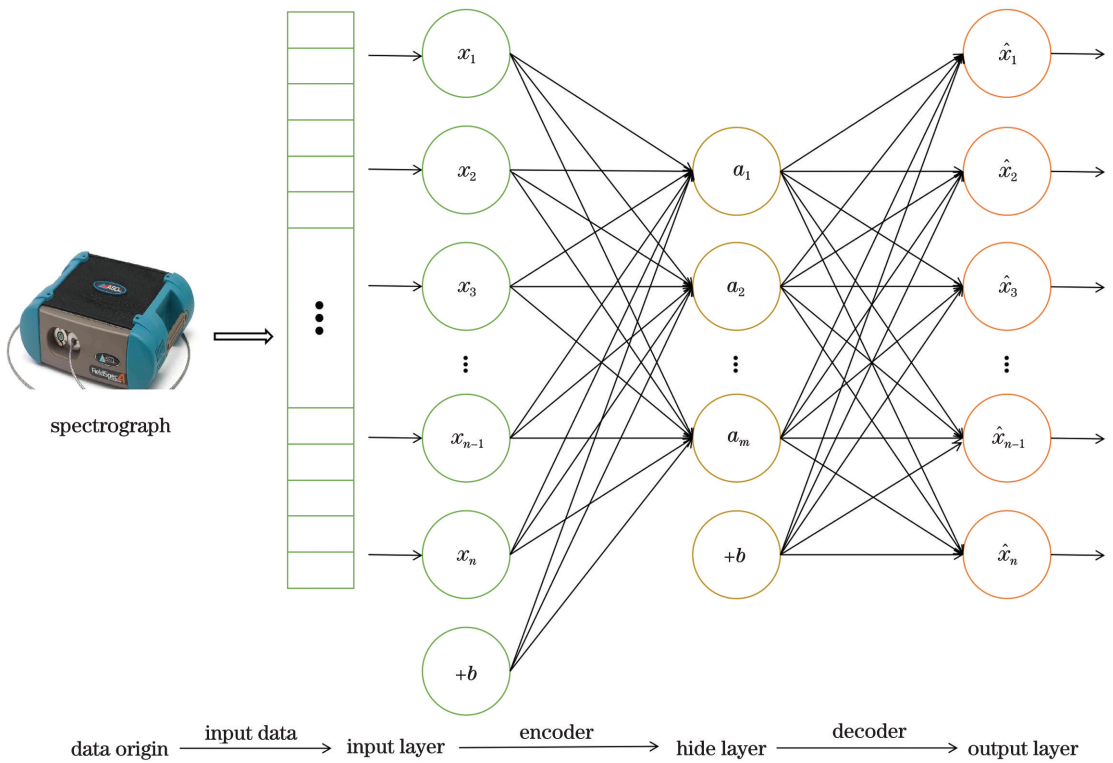 x₁
x₂
x₃
xₙ₋₁
xₙ
+b
a₁
a₂
aₘ
+b
x̂₁
x̂₂
x̂₃
x̂ₙ₋₁
x̂ₙ
ASD
spectrograph
data origin
input data
input layer
encoder
hide layer
decoder
output layer